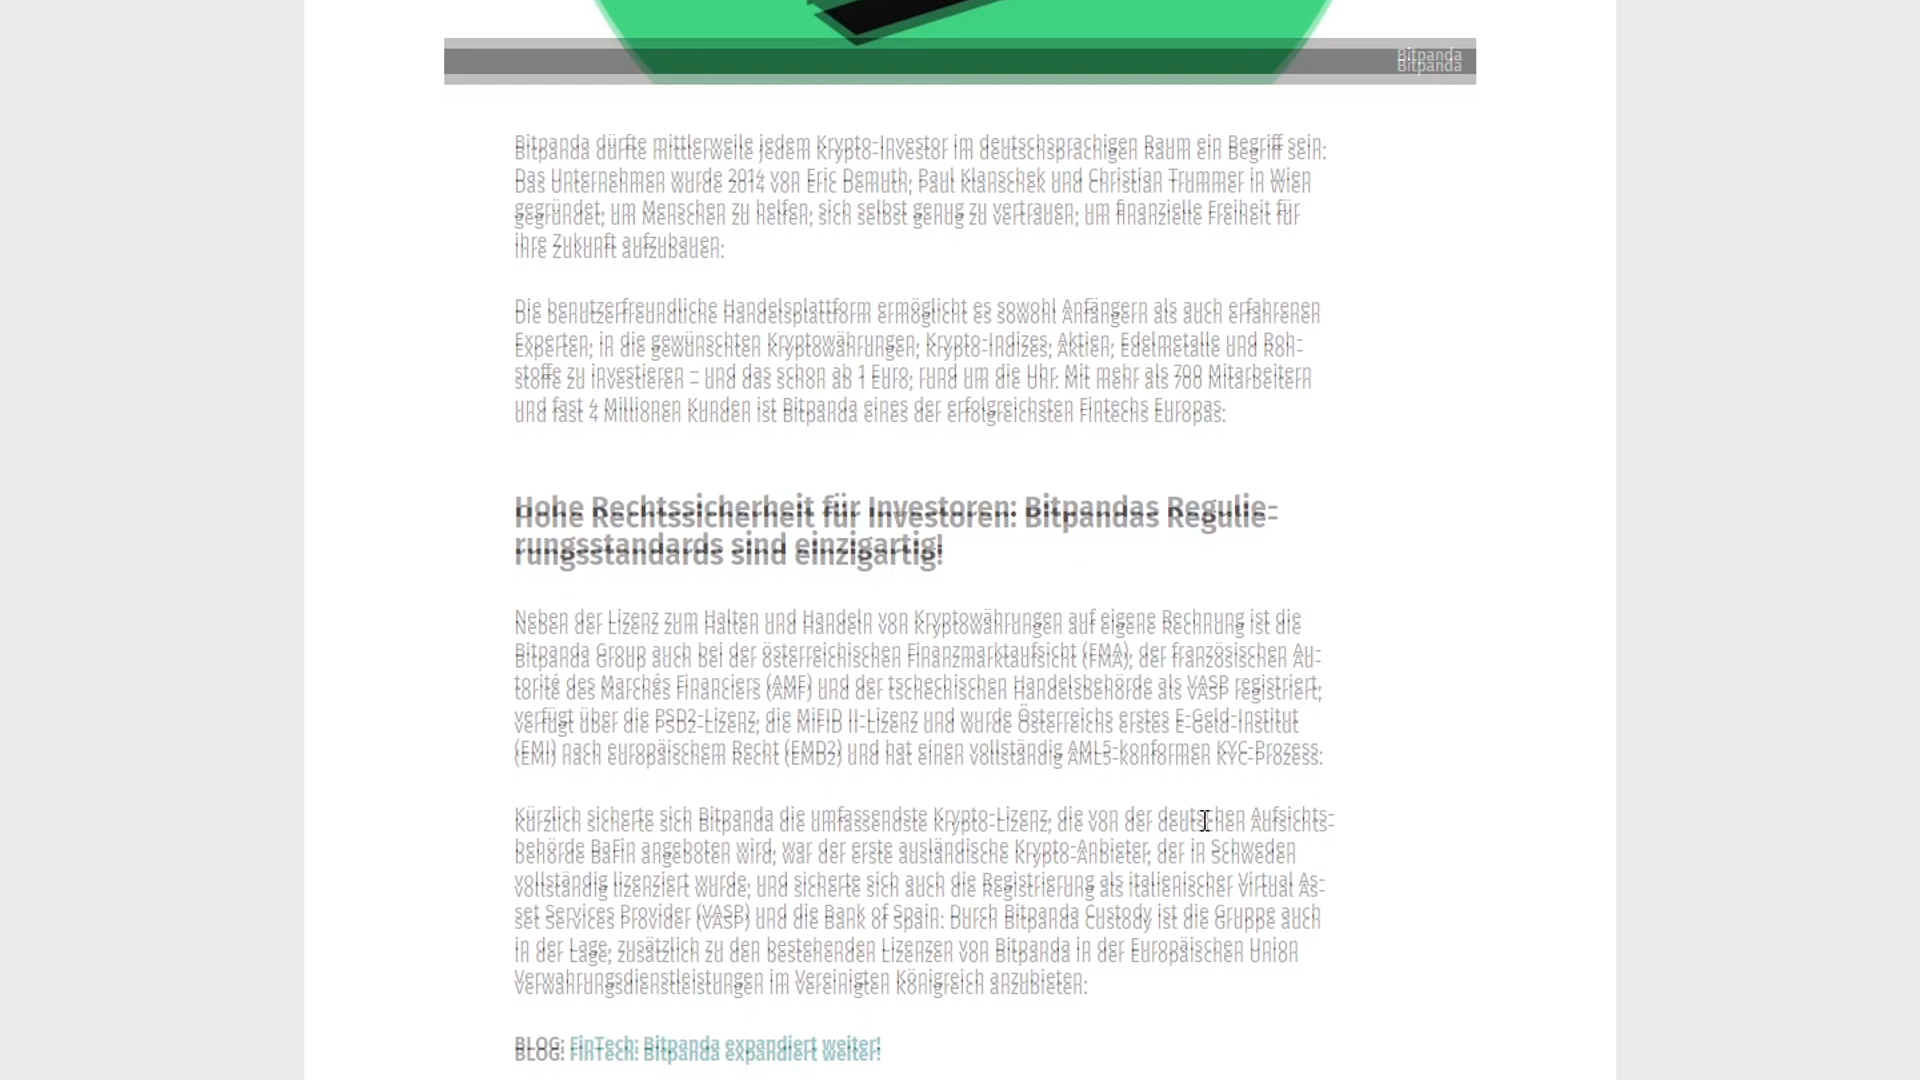 Bitpanda
Bitpanda dürfte mittlerweile jedem Krypto-Investor im deutschsprachigen Raum ein Begriff sein.
Das Unternehmen wurde 2014 von Eric Demuth, Paul Klanschek und Christian Trummer in Wien
gegründet, um Menschen zu helfen, sich selbst genug zu vertrauen, um finanzielle Freiheit für
ihre Zukunft aufzubauen.
Die benutzerfreundliche Handelsplattform ermöglicht es sowohl Anfängern als auch erfahrenen
Experten, in die gewünschten Kryptowährungen, Krypto-Indizes, Aktien, Edelmetalle und Roh-
stoffe zu investieren – und das schon ab 1 Euro, rund um die Uhr. Mit mehr als 700 Mitarbeitern
und fast 4 Millionen Kunden ist Bitpanda eines der erfolgreichsten Fintechs Europas.
Hohe Rechtssicherheit für Investoren: Bitpandas Regulie-
rungsstandards sind einzigartig!
Neben der Lizenz zum Halten und Handeln von Kryptowährungen auf eigene Rechnung ist die
Bitpanda Group auch bei der österreichischen Finanzmarktaufsicht (FMA), der französischen Au-
torité des Marchés Financiers (AMF) und der tschechischen Handelsbehörde als VASP registriert,
verfügt über die PSD2-Lizenz, die MiFID II-Lizenz und wurde Österreichs erstes E-Geld-Institut
(EMI) nach europäischem Recht (EMD2) und hat einen vollständig AML5-konformen KYC-Prozess.
Kürzlich sicherte sich Bitpanda die umfassendste Krypto-Lizenz, die von der deutschen Aufsichts-
behörde BaFin angeboten wird, war der erste ausländische Krypto-Anbieter, der in Schweden
vollständig lizenziert wurde, und sicherte sich auch die Registrierung als italienischer Virtual As-
set Services Provider (VASP) und die Bank of Spain. Durch Bitpanda Custody ist die Gruppe auch
in der Lage, zusätzlich zu den bestehenden Lizenzen von Bitpanda in der Europäischen Union
Verwahrungsdienstleistungen im Vereinigten Königreich anzubieten.
BLOG: FinTech: Bitpanda expandiert weiter!